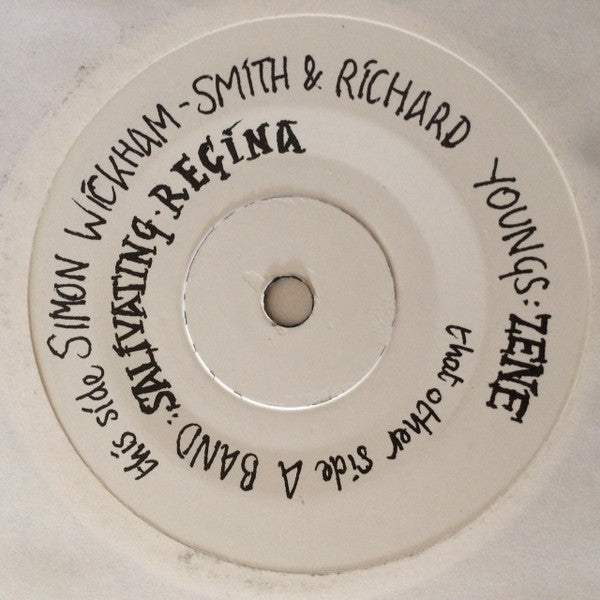 this side SIMON WICKHAM-SMITH & RICHARD YOUNGS: ZENE
that other side A BAND: SALIVATING REGINA